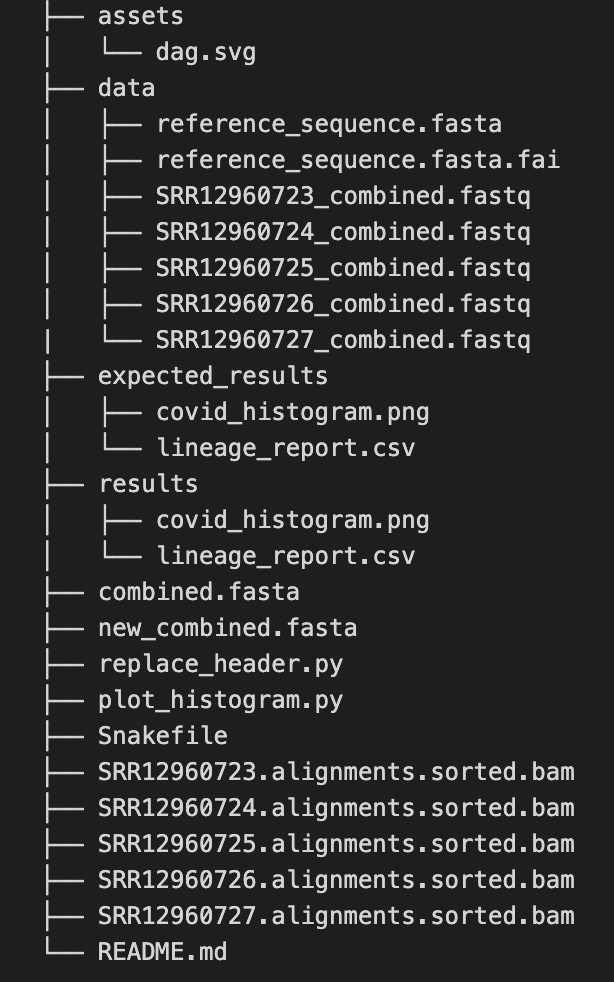 ├── assets
│   └── dag.svg
├── data
│   ├── reference_sequence.fasta
│   ├── reference_sequence.fasta.fai
│   ├── SRR12960723_combined.fastq
│   ├── SRR12960724_combined.fastq
│   ├── SRR12960725_combined.fastq
│   ├── SRR12960726_combined.fastq
|   └── SRR12960727_combined.fastq
├── expected_results
│   ├── covid_histogram.png
│   └── lineage_report.csv
├── results
│   ├── covid_histogram.png
│   └── lineage_report.csv
├── combined.fasta
├── new_combined.fasta
├── replace_header.py
├── plot_histogram.py
├── Snakefile
├── SRR12960723.alignments.sorted.bam
├── SRR12960724.alignments.sorted.bam
├── SRR12960725.alignments.sorted.bam
├── SRR12960726.alignments.sorted.bam
├── SRR12960727.alignments.sorted.bam
└── README.md